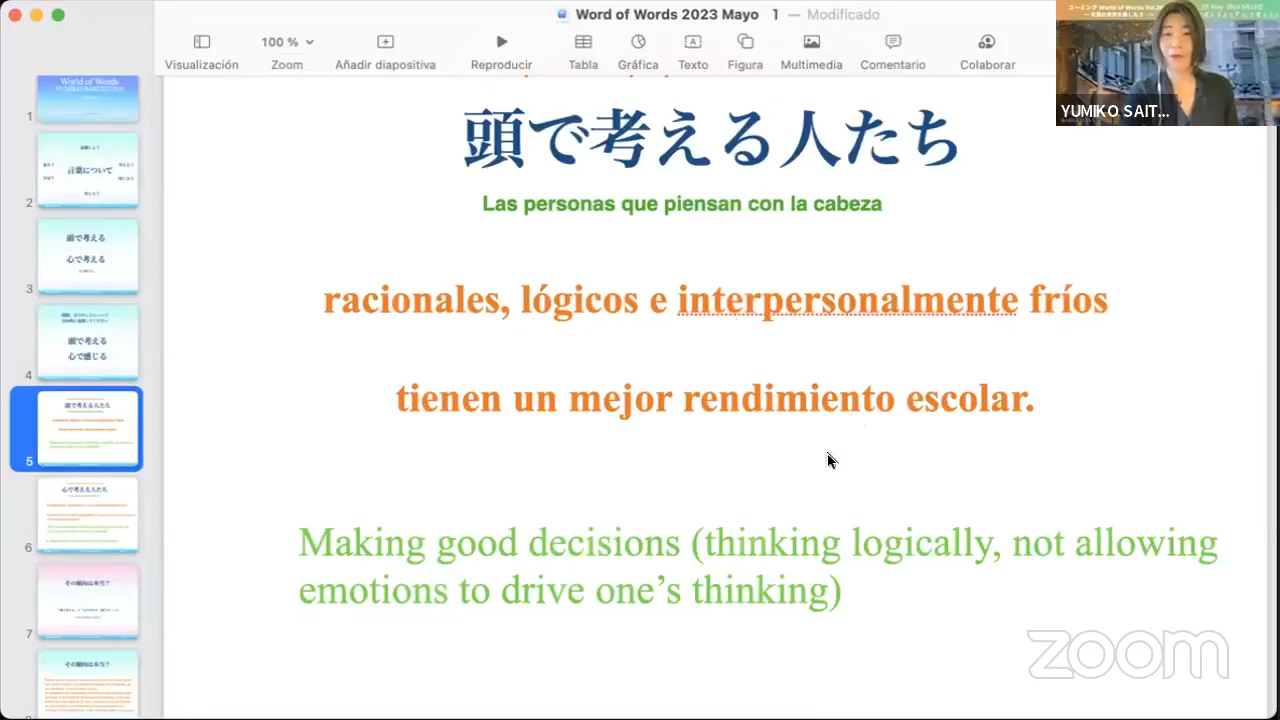 Word of Words 2023 Mayo 1 — Modificado
Visualización
100 %
Zoom
Añadir diapositiva
Reproducir
Tabla
Gráfica
Texto
Figura
Multimedia
Comentario
Colaborar
YUMIKO SAIT...
頭で考える人たち
Las personas que piensan con la cabeza
racionales, lógicos e interpersonalmente fríos
tienen un mejor rendimiento escolar.
Making good decisions (thinking logically, not allowing
emotions to drive one's thinking)
zoom
World of Words
YUMIKO BARCELONA
1
言葉について
2
頭で考える
心で考える
3
頭で考える
心で感じる
4
頭で考える人たち
5
心で考える人たち
6
その傾向は本当？
7
その傾向は本当？